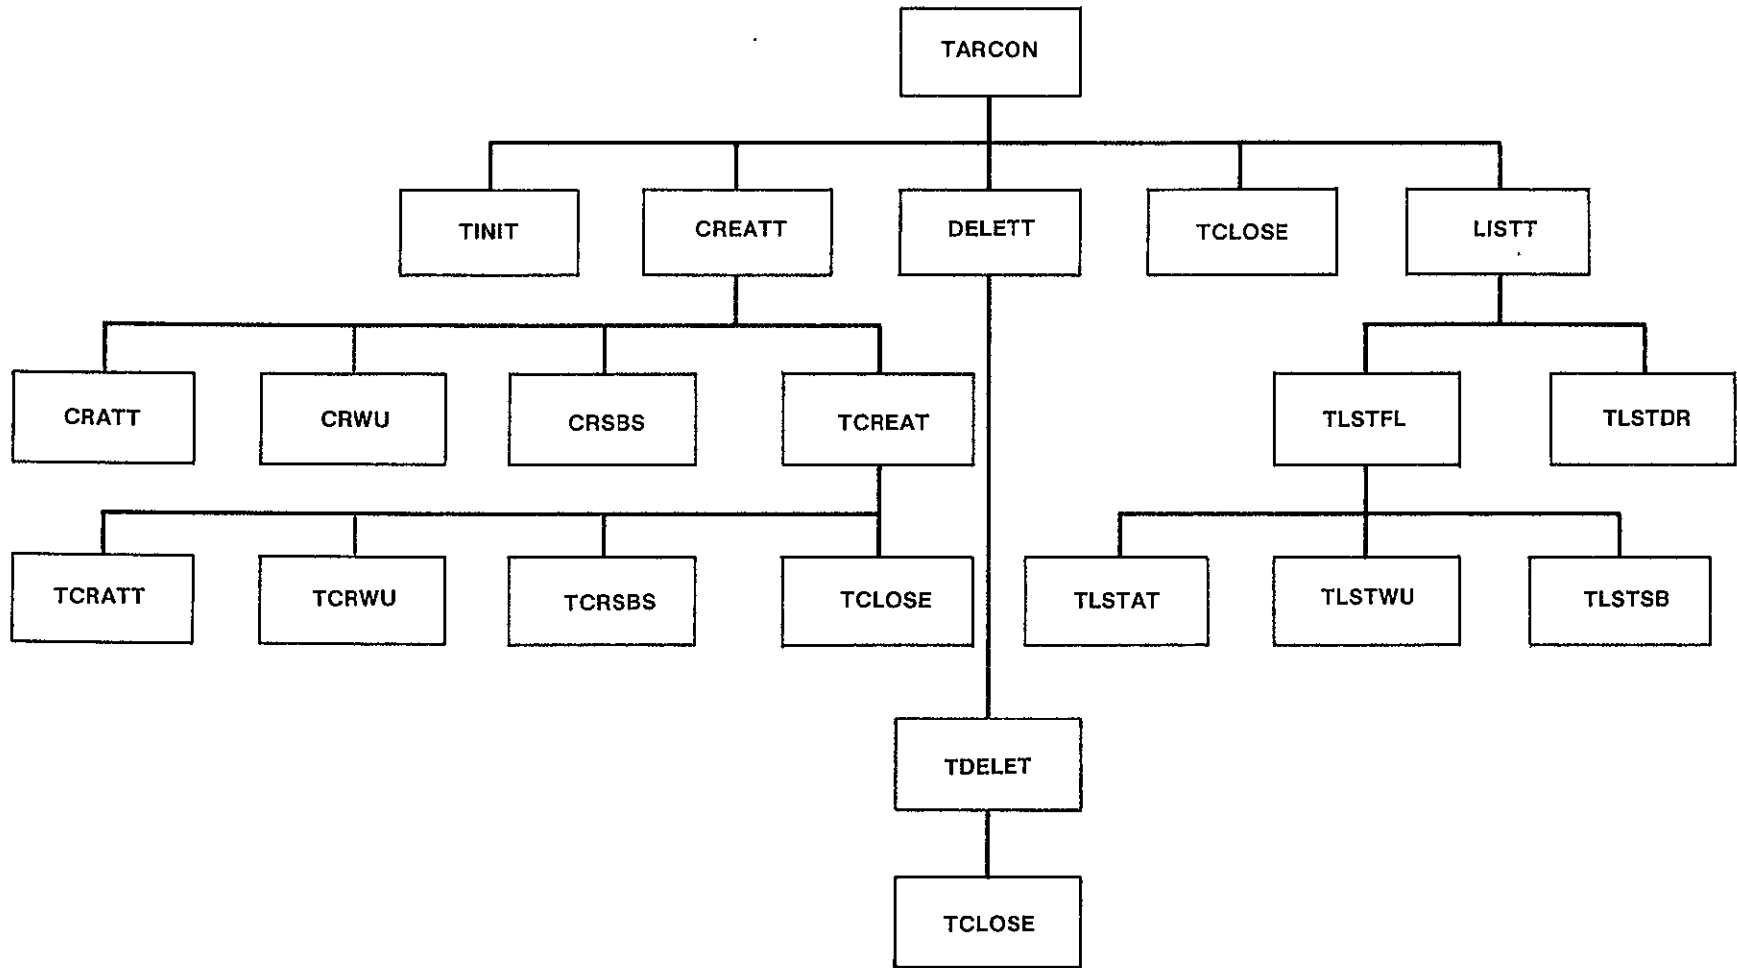 TARCON
TINIT
CREATT
DELETT
TCLOSE
LISTT
CRATT
CRWU
CRSBS
TCREAT
TLSTFL
TLSTDR
TCRATT
TCRWU
TCRSBS
TCLOSE
TLSTAT
TLSTWU
TLSTSB
TDELET
TCLOSE